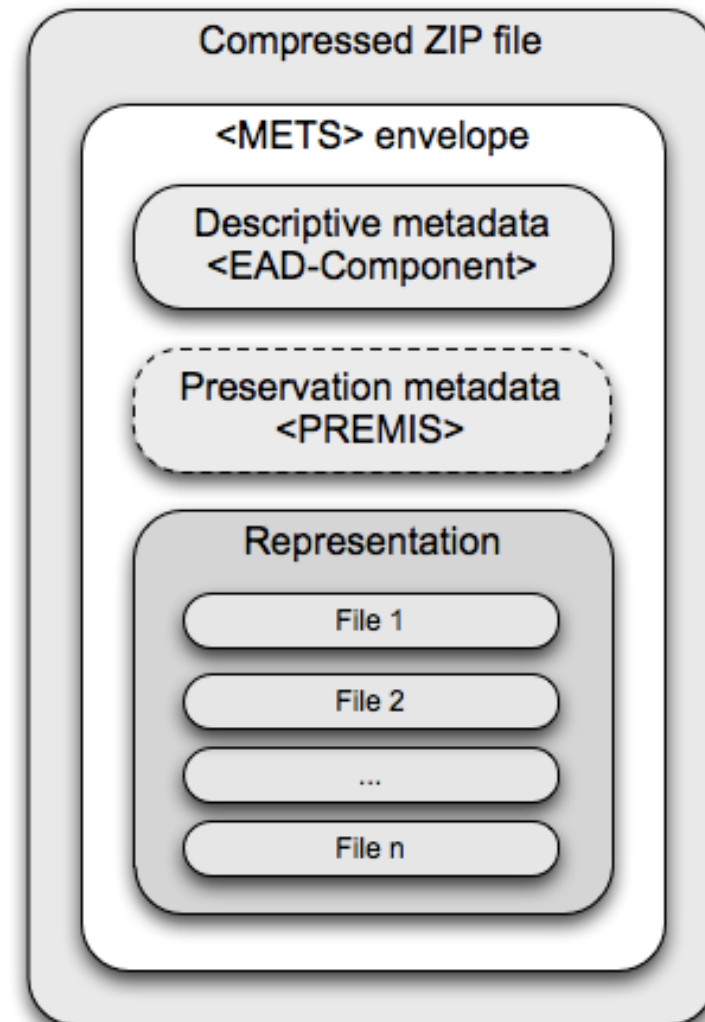 Compressed ZIP file
<METS> envelope
Descriptive metadata
<EAD-Component>
Preservation metadata
<PREMIS>
Representation
File 1
File 2
...
File n